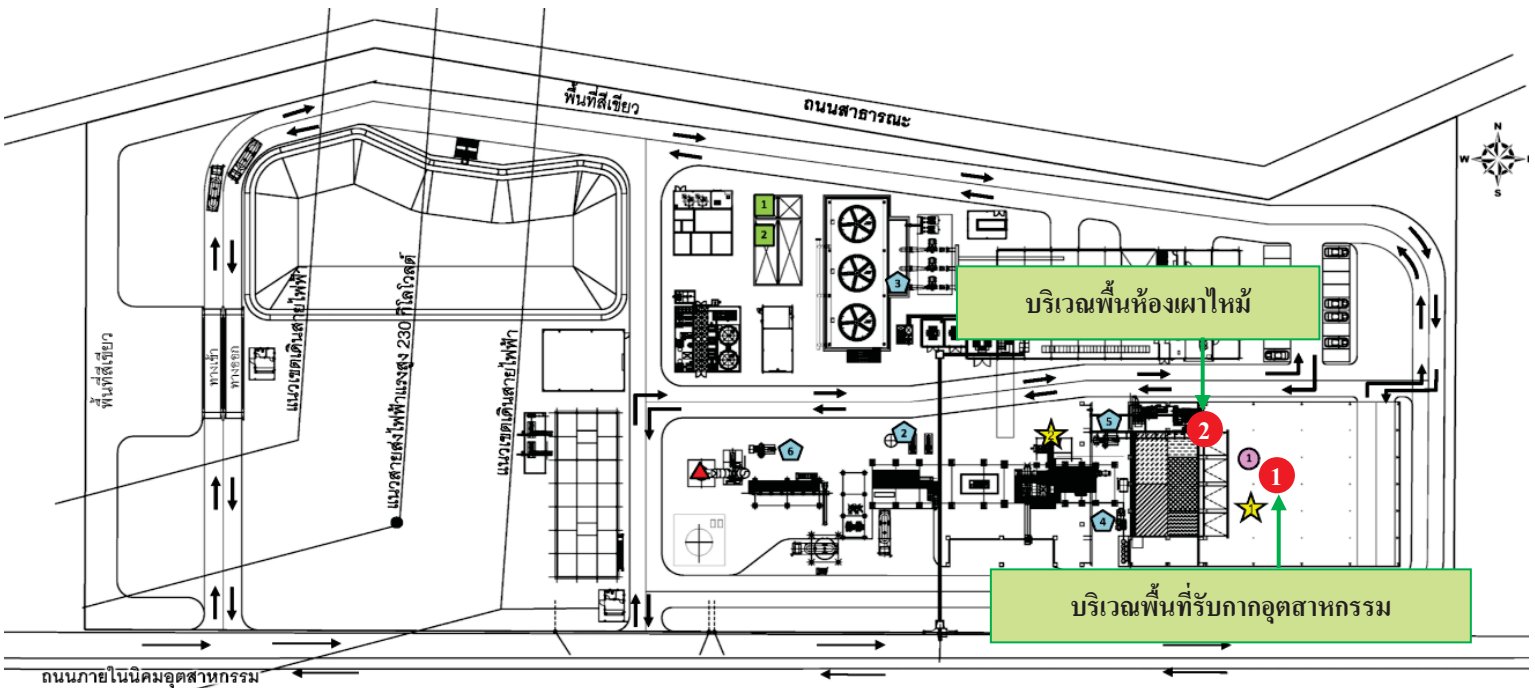 พื้นที่สีเขียว
ถนนสาธารณะ
N
W
S
1
2
3
บริเวณพื้นห้องเผาไหม้
พื้นที่สีเขียว
ทางเข้า
ทางออก
แนวเขตเดินสายไฟฟ้า
แนวสายส่งไฟฟ้าแรงสูง 230 กิโลโวลต์
แนวเขตเดินสายไฟฟ้า
6
2
2
5
2
1
1
1
4
บริเวณพื้นที่รับกากอุตสาหกรรม
ถนนภายในนิคมอุตสาหกรรม